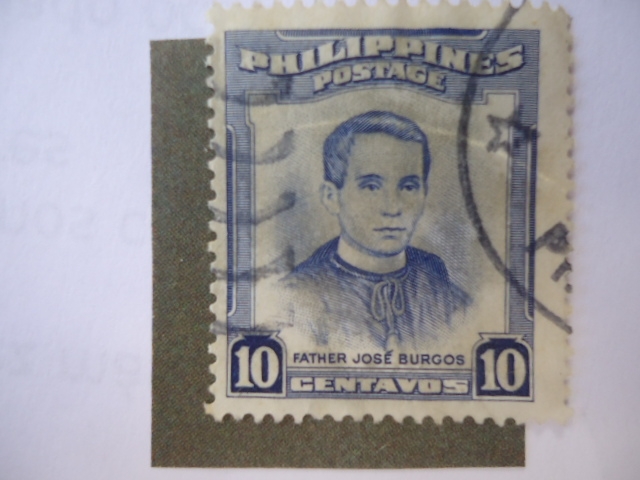 PHILIPPINES
POSTAGE
FATHER JOSÉ BURGOS
10 CENTAVOS 10